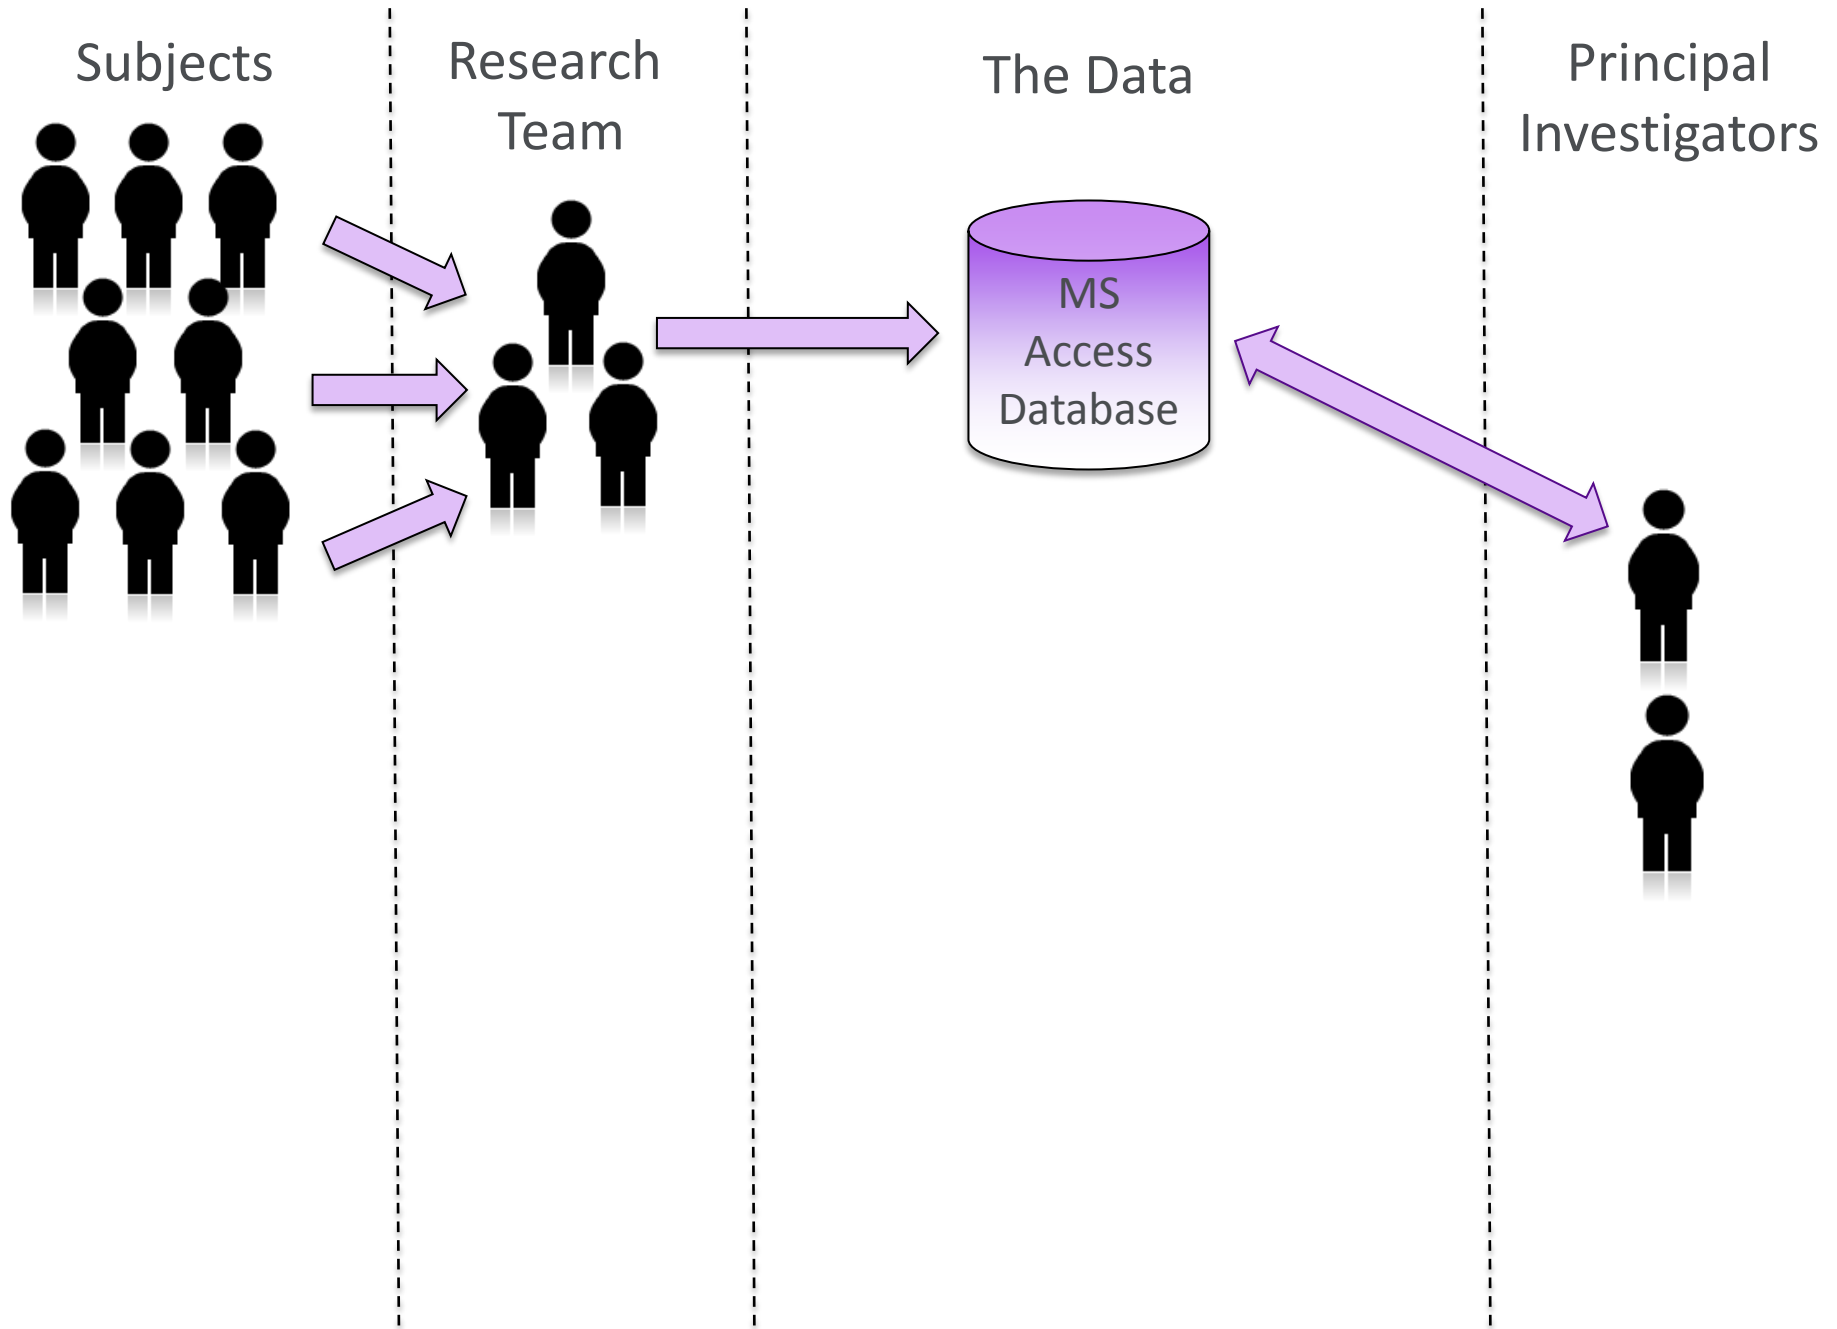 Subjects
Research
Team
The Data
Principal
Investigators
MS
Access
Database